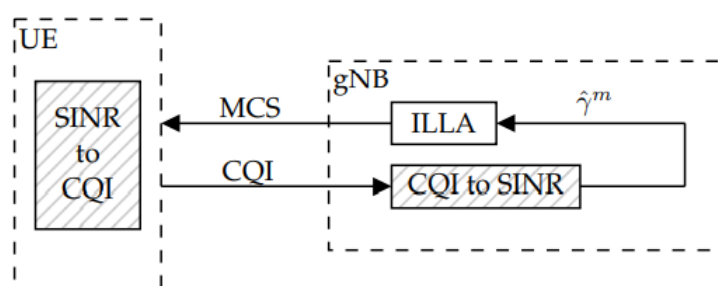 UE
SINR
to
CQI
MCS
CQI
gNB
ILLA
CQI to SINR
γ̂^m